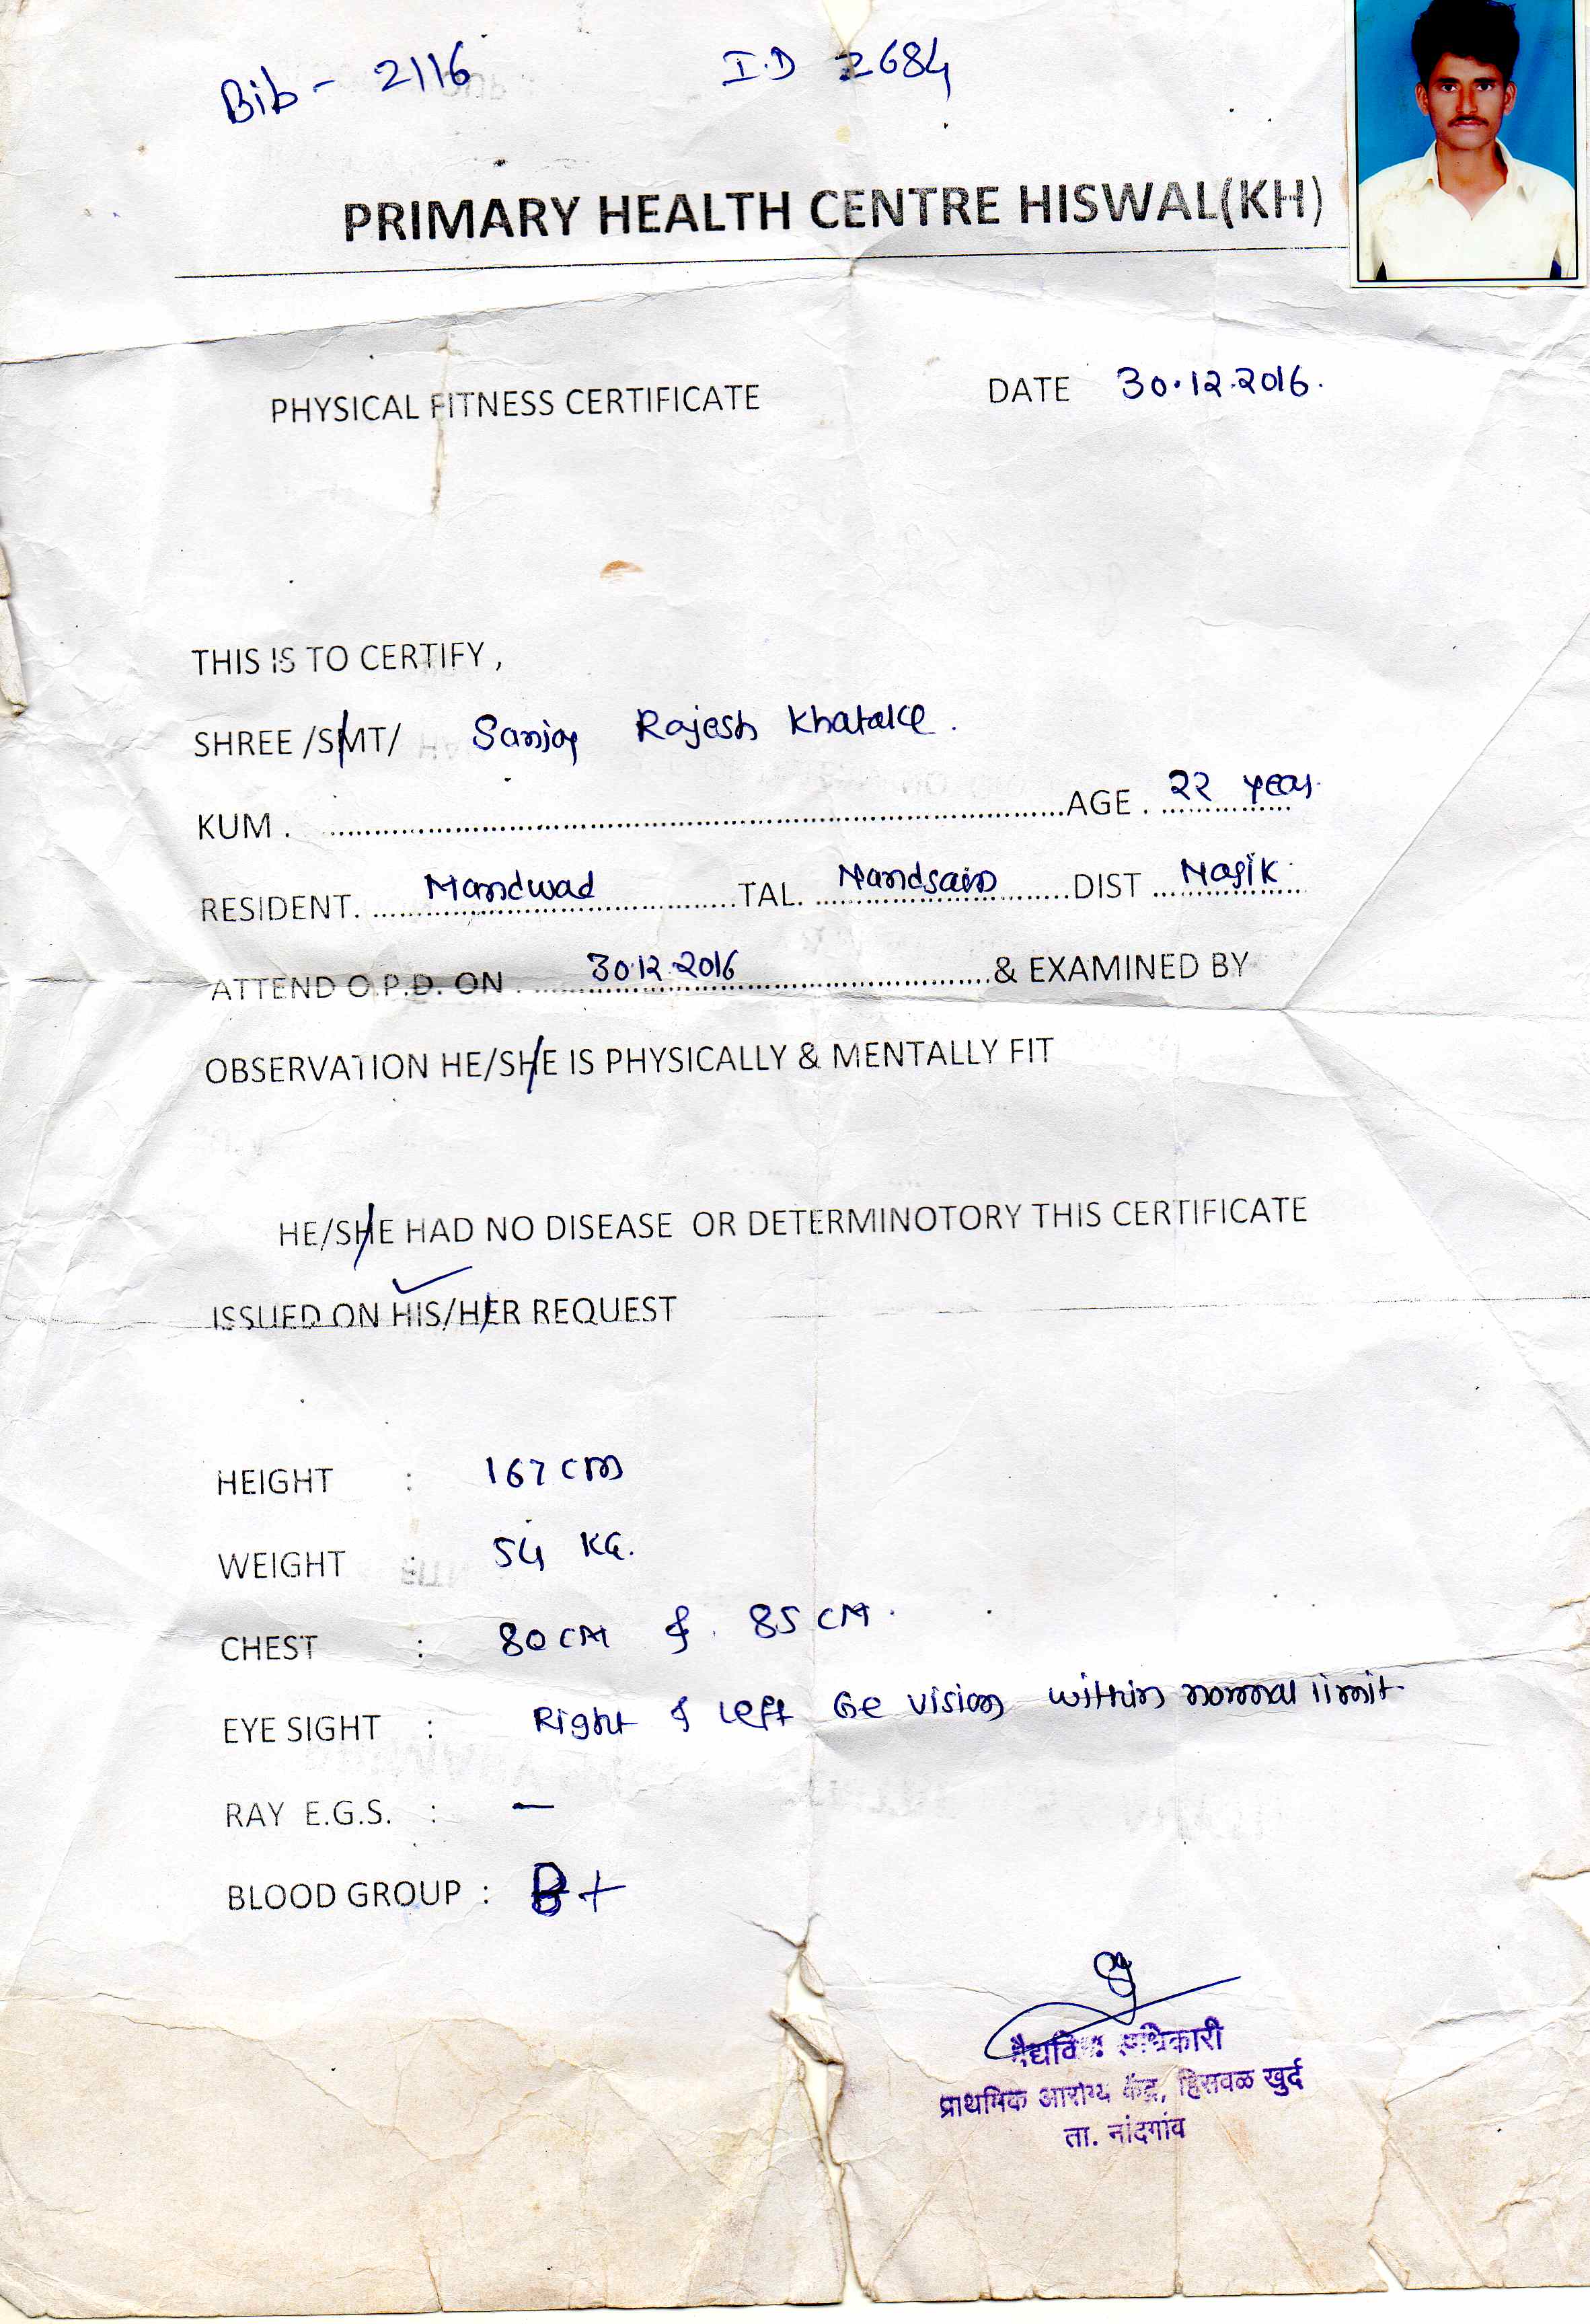 Bib - 2116 I.D 2684
PRIMARY HEALTH CENTRE HISWAL(KH)
PHYSICAL FITNESS CERTIFICATE DATE 30.12.2016.
THIS IS TO CERTIFY ,
SHREE /SMT/ Sanjay Rajesh Khatake .
KUM . ........ AGE . 22 year
RESIDENT. Mandwad TAL. DIST Nasik
ATTEND O.P.D. ON . 30.12.2016 & EXAMINED BY
OBSERVATION HE/SHE IS PHYSICALLY & MENTALLY FIT
HE/SHE HAD NO DISEASE OR DETERMINOTORY THIS CERTIFICATE
ISSUED ON HIS/HER REQUEST
HEIGHT : 167 cm
WEIGHT : 54 KG.
CHEST : 80 CM & 85 CM.
EYE SIGHT : Right & Left vision within normal limit.
RAY E.G.S. : —
BLOOD GROUP : B+
वैद्यकिय अधिकारी
प्राथमिक आरोग्य केंद्र, हिसवळ खुर्द
ता. नांदगांव